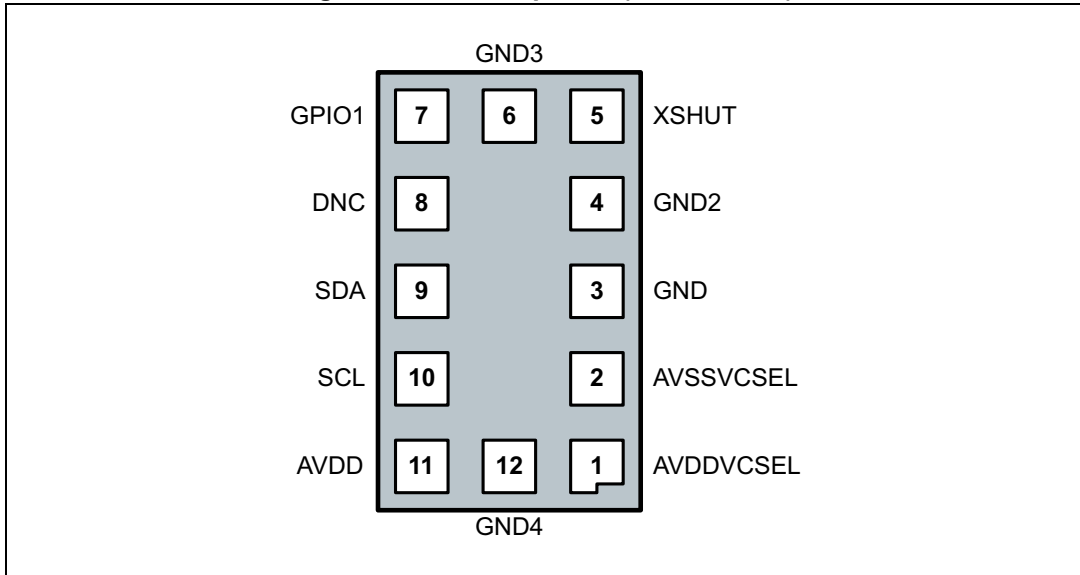 GND3
GPIO1 7 6 5 XSHUT
DNC 8 4 GND2
SDA 9 3 GND
SCL 10 2 AVSSVCSEL
AVDD 11 12 1 AVDDVCSEL
GND4